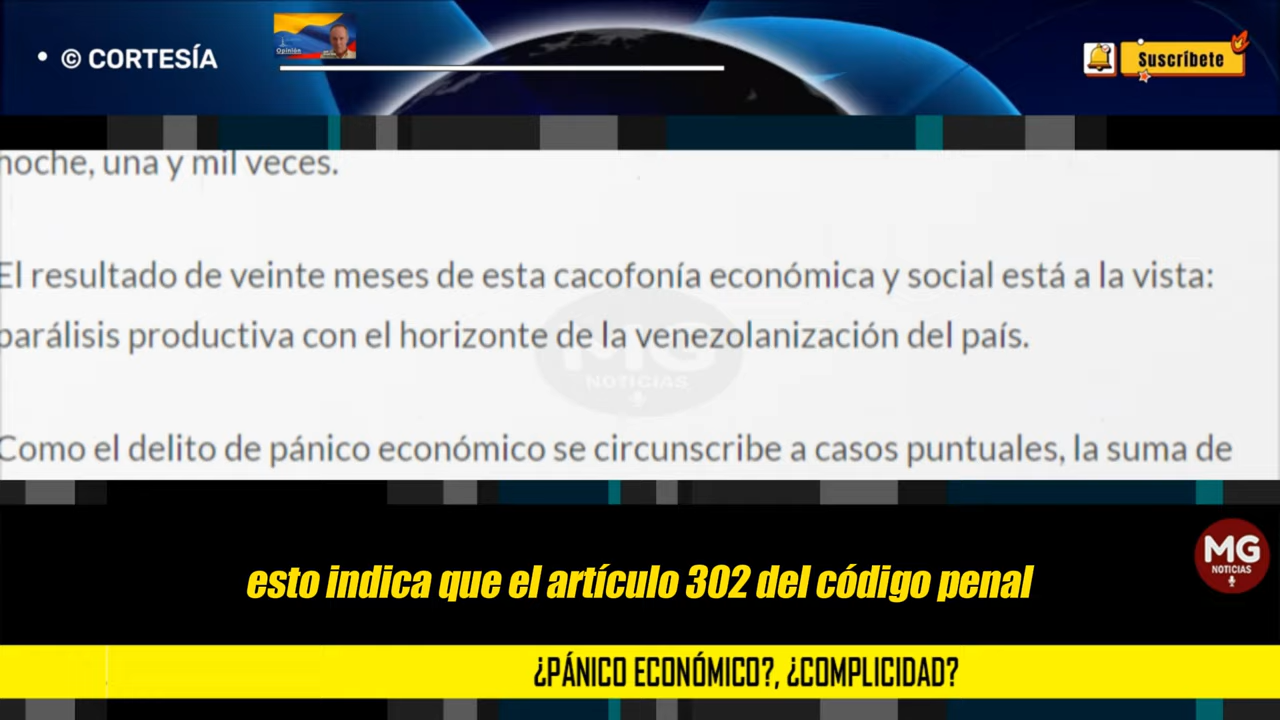 • © CORTESÍA
Opinión
Suscríbete
noche, una y mil veces.
El resultado de veinte meses de esta cacofonía económica y social está a la vista:
parálisis productiva con el horizonte de la venezolanización del país.
MG
NOTICIAS
Como el delito de pánico económico se circunscribe a casos puntuales, la suma de
esto indica que el artículo 302 del código penal
MG
NOTICIAS
¿PÁNICO ECONÓMICO?, ¿COMPLICIDAD?